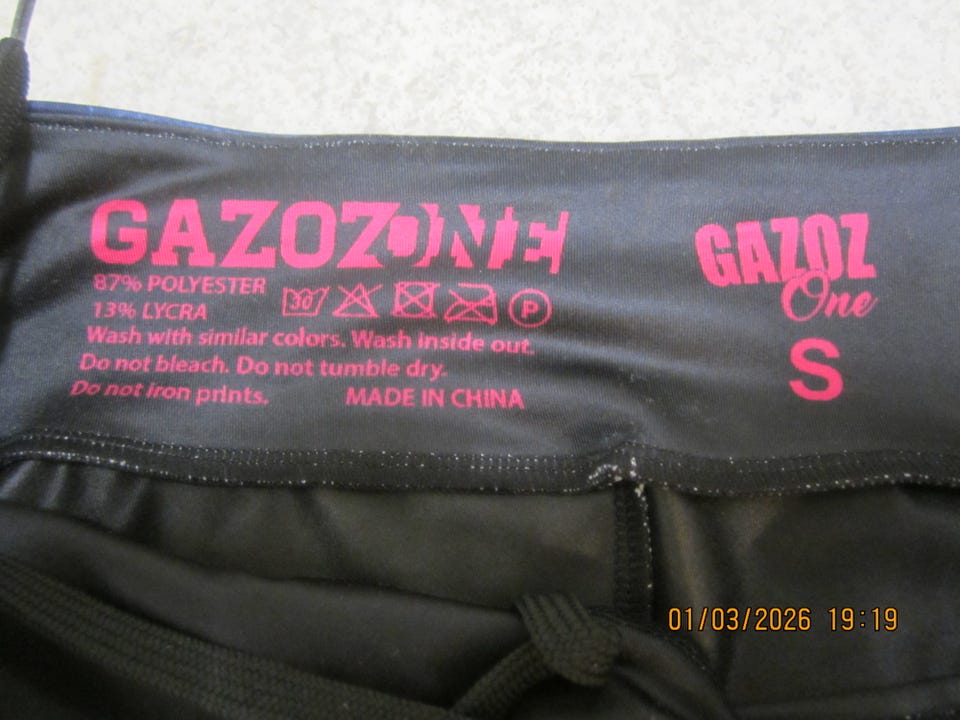 GAZOZONE
87% POLYESTER
13% LYCRA
30
P
Wash with similar colors. Wash inside out.
Do not bleach. Do not tumble dry.
Do not iron prints.
MADE IN CHINA
GAZOZ
One
S
01/03/2026 19:19